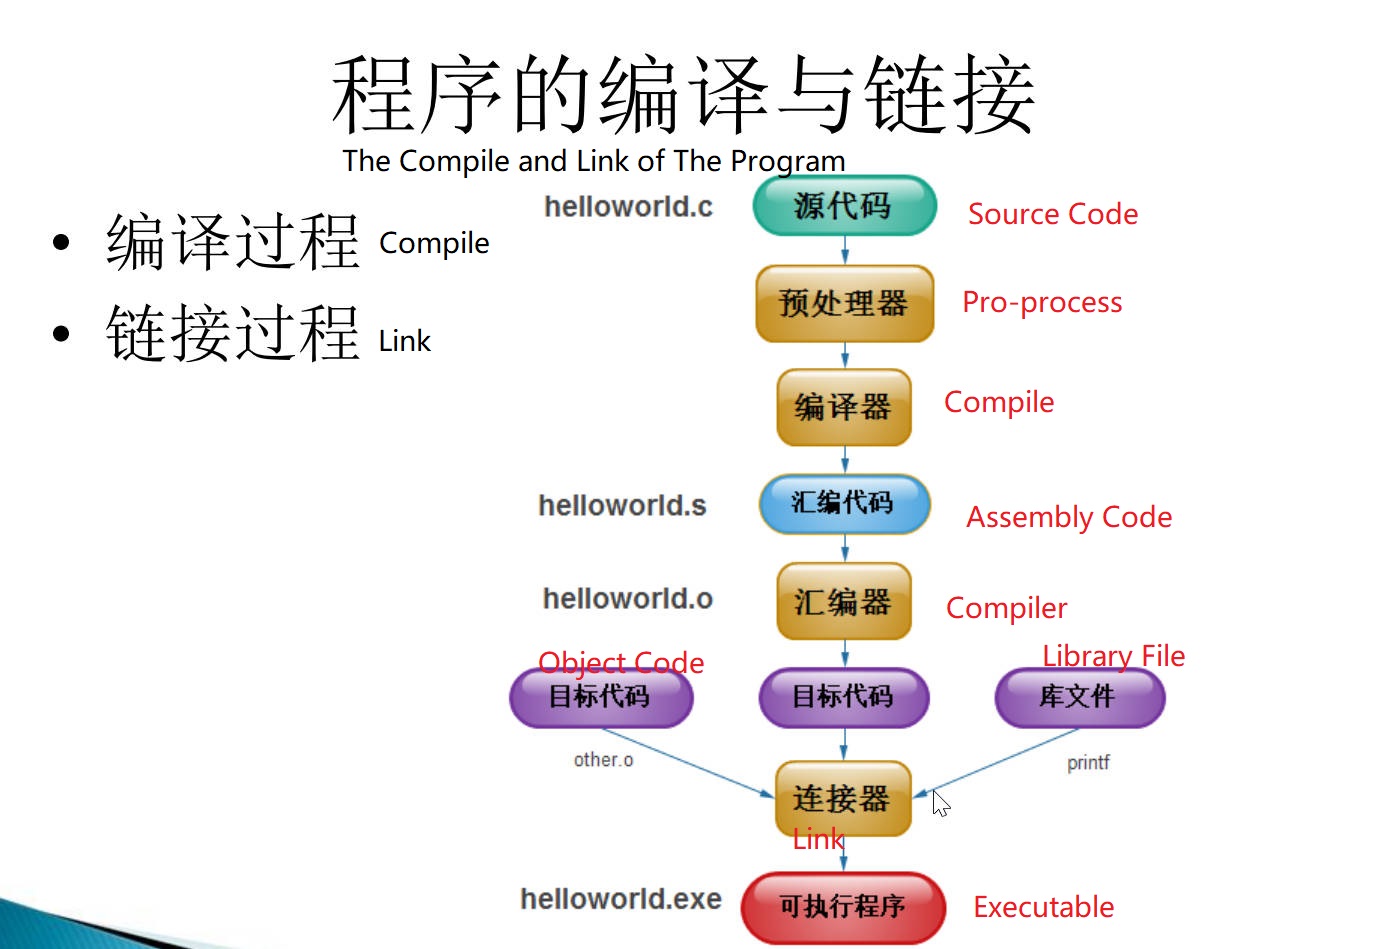 程序的编译与链接
The Compile and Link of The Program
• 编译过程 Compile
• 链接过程 Link
helloworld.c 源代码 Source Code
预处理器 Pro-process
编译器 Compile
helloworld.s 汇编代码 Assembly Code
helloworld.o 汇编器 Compiler
Object Code Library File
目标代码 目标代码 库文件
other.o printf
连接器
Link
helloworld.exe 可执行程序 Executable